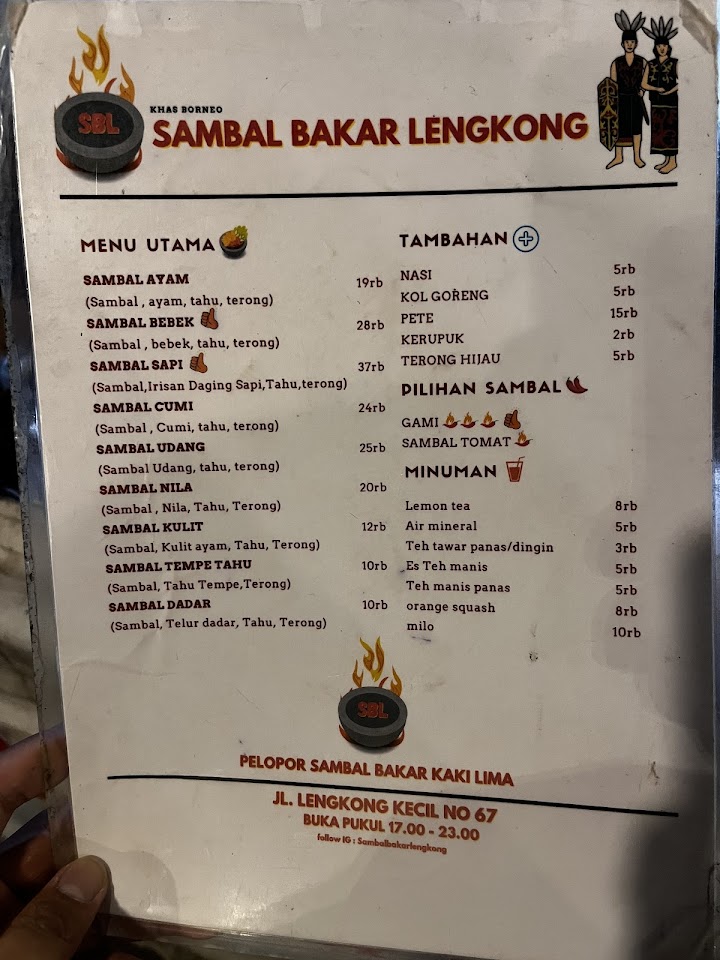 SBL
KHAS BORNEO
SAMBAL BAKAR LENGKONG
MENU UTAMA
SAMBAL AYAM 19rb
(Sambal , ayam, tahu, terong)
SAMBAL BEBEK 28rb
(Sambal , bebek, tahu, terong)
SAMBAL SAPI 37rb
(Sambal,Irisan Daging Sapi,Tahu,terong)
SAMBAL CUMI 24rb
(Sambal , Cumi, tahu, terong)
SAMBAL UDANG 25rb
(Sambal Udang, tahu, terong)
SAMBAL NILA 20rb
(Sambal , Nila, Tahu, Terong)
SAMBAL KULIT 12rb
(Sambal, Kulit ayam, Tahu, Terong)
SAMBAL TEMPE TAHU 10rb
(Sambal, Tahu Tempe,Terong)
SAMBAL DADAR 10rb
(Sambal, Telur dadar, Tahu, Terong)
TAMBAHAN
NASI 5rb
KOL GORENG 5rb
PETE 15rb
KERUPUK 2rb
TERONG HIJAU 5rb
PILIHAN SAMBAL
GAMI
SAMBAL TOMAT
MINUMAN
Lemon tea 8rb
Air mineral 5rb
Teh tawar panas/dingin 3rb
Es Teh manis 5rb
Teh manis panas 5rb
orange squash 8rb
milo 10rb
SBL
PELOPOR SAMBAL BAKAR KAKI LIMA
JL. LENGKONG KECIL NO 67
BUKA PUKUL 17.00 - 23.00
follow IG : Sambalbakarlengkong